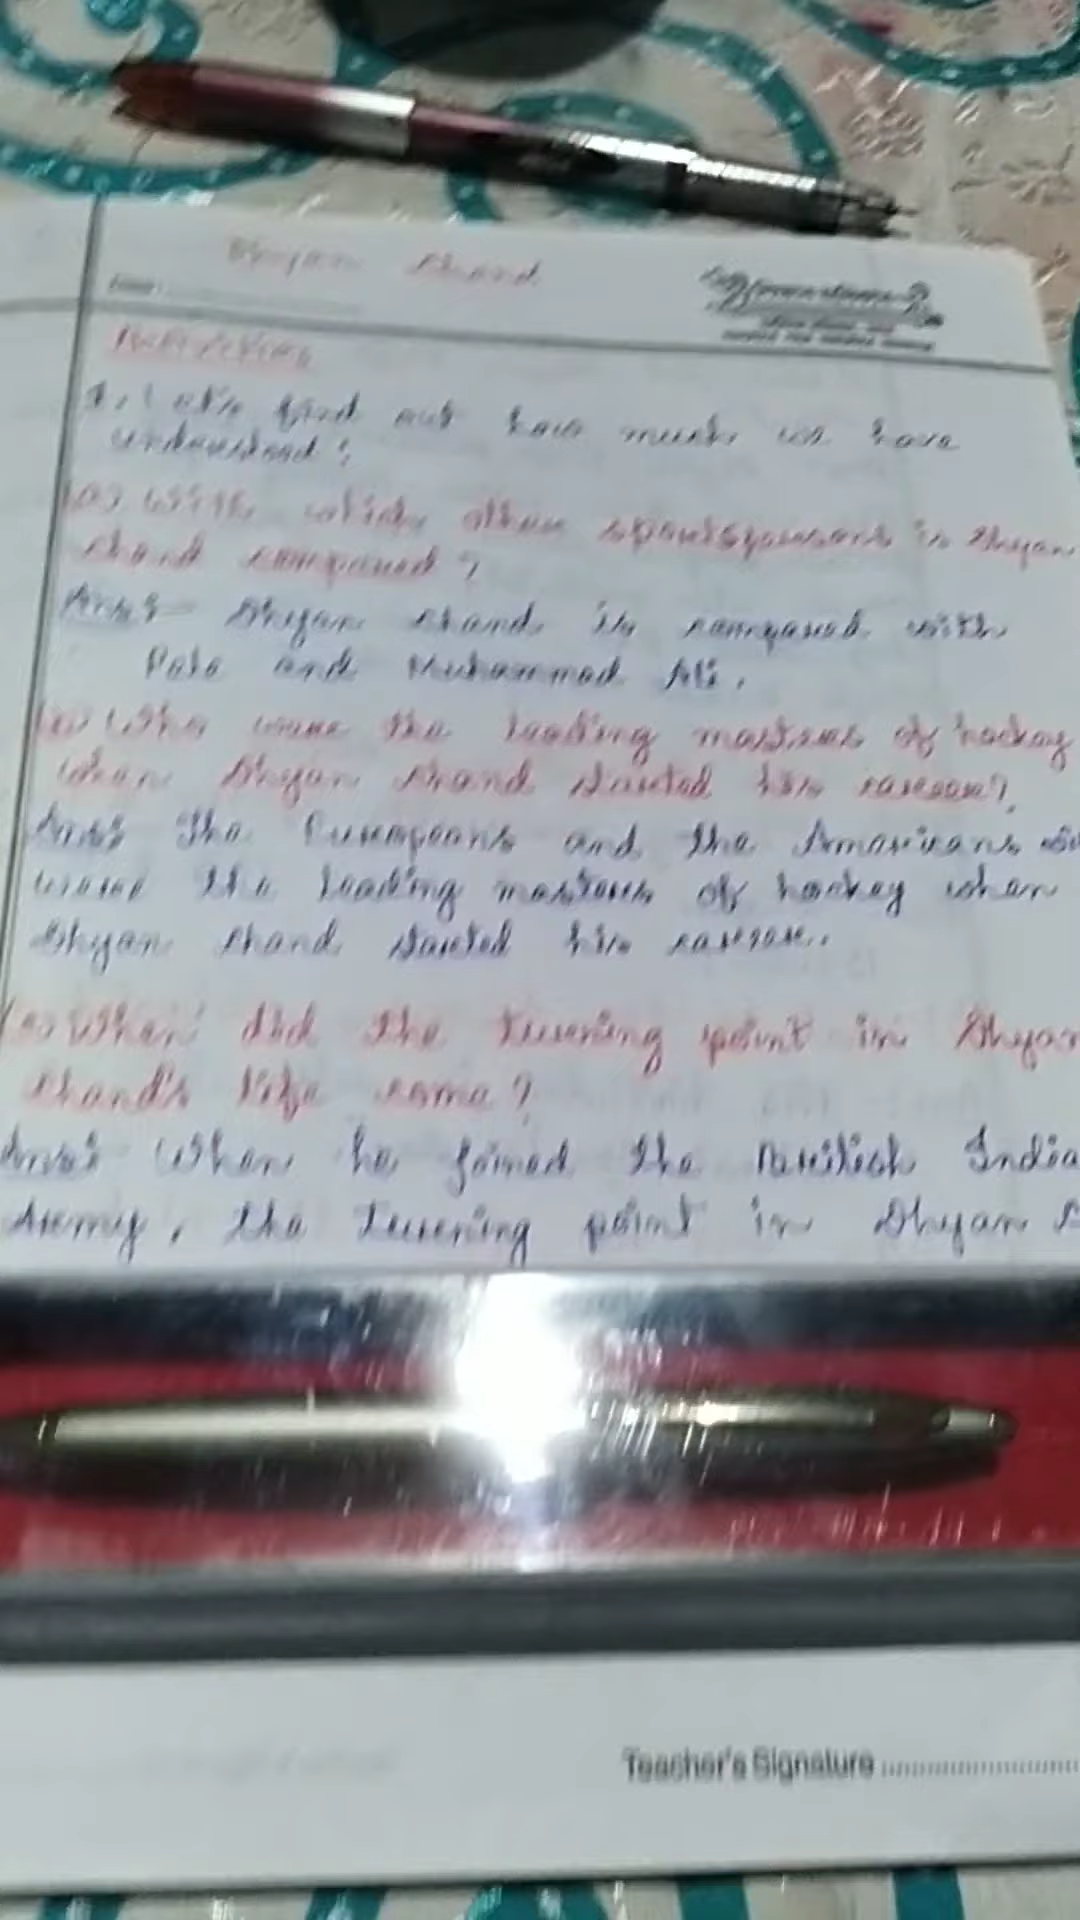 Dhyan Chand
Date:
Exercises
1. Let's find out how much we have
understood:
(a) With which other sportspersons is Dhyan
Chand compared?
Ans:- Dhyan Chand is compared with
Pele and Muhammad Ali.
(b) Who were the leading masters of hockey
when Dhyan Chand started his career?
Ans: The Europeans and the Americans
were the leading masters of hockey when
Dhyan Chand started his career.
(c) When did the turning point in Dhyan
Chand's life come?
Ans: When he joined the British India
Army, the turning point in Dhyan
Teacher's Signature